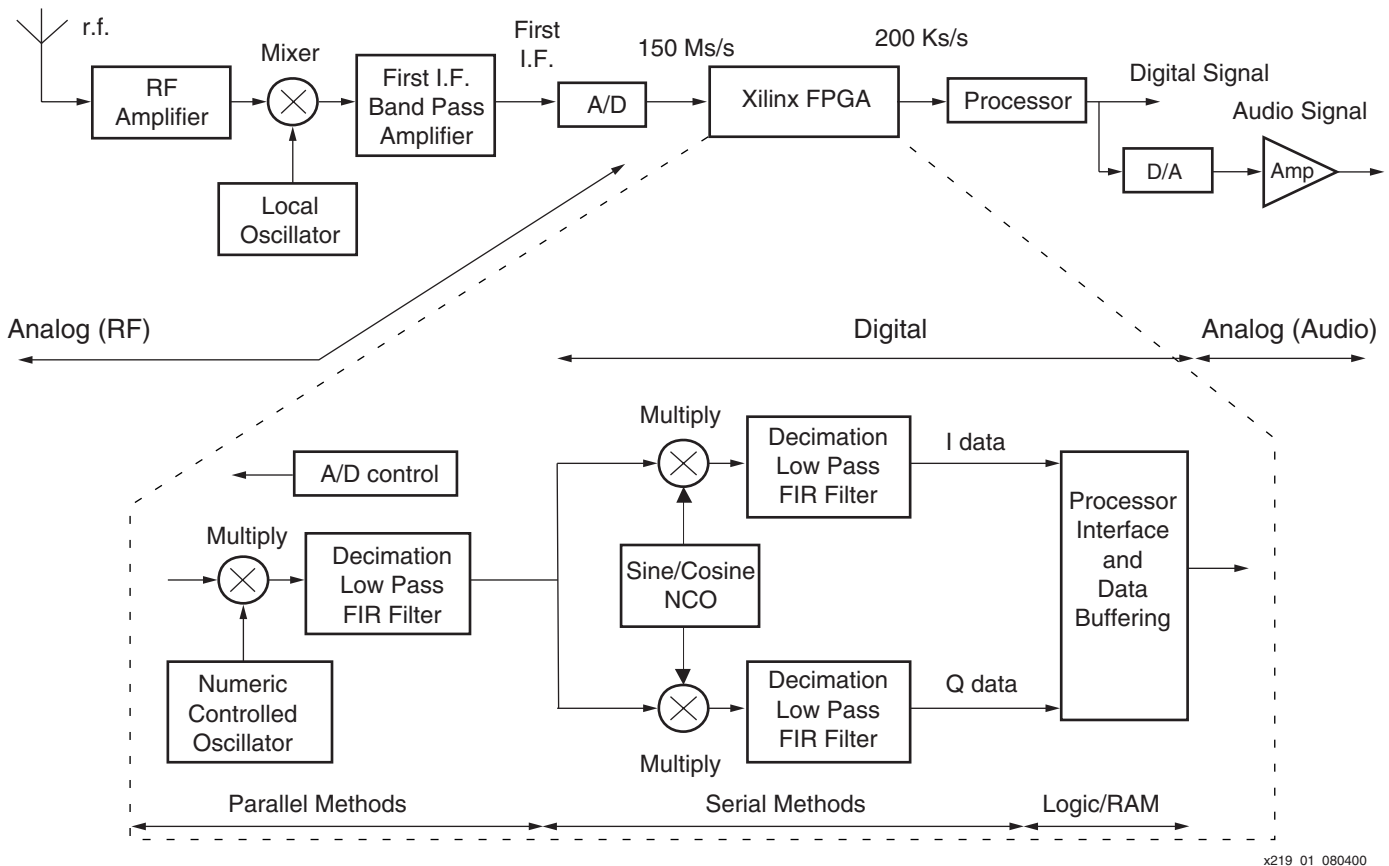 r.f.
RF
Amplifier
Mixer
Local
Oscillator
First I.F.
Band Pass
Amplifier
First
I.F.
A/D
150 Ms/s
Xilinx FPGA
200 Ks/s
Processor
Digital Signal
Audio Signal
D/A
Amp
Analog (RF)
Digital
Analog (Audio)
A/D control
Multiply
Numeric
Controlled
Oscillator
Decimation
Low Pass
FIR Filter
Multiply
Sine/Cosine
NCO
Multiply
Decimation
Low Pass
FIR Filter
Decimation
Low Pass
FIR Filter
I data
Q data
Processor
Interface
and
Data
Buffering
Parallel Methods
Serial Methods
Logic/RAM
x219_01_080400